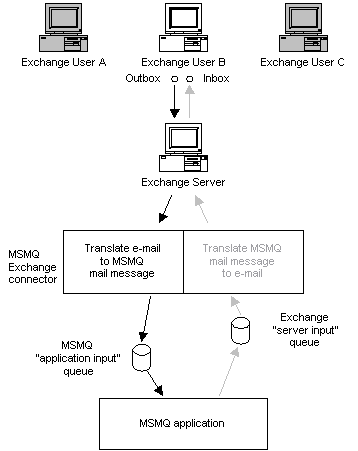 Exchange User A
Exchange User B
Exchange User C
Outbox
Inbox
Exchange Server
MSMQ
Exchange
connector
Translate e-mail
to MSMQ
mail message
Translate MSMQ
mail message
to e-mail
MSMQ
"application input"
queue
Exchange
"server input"
queue
MSMQ application